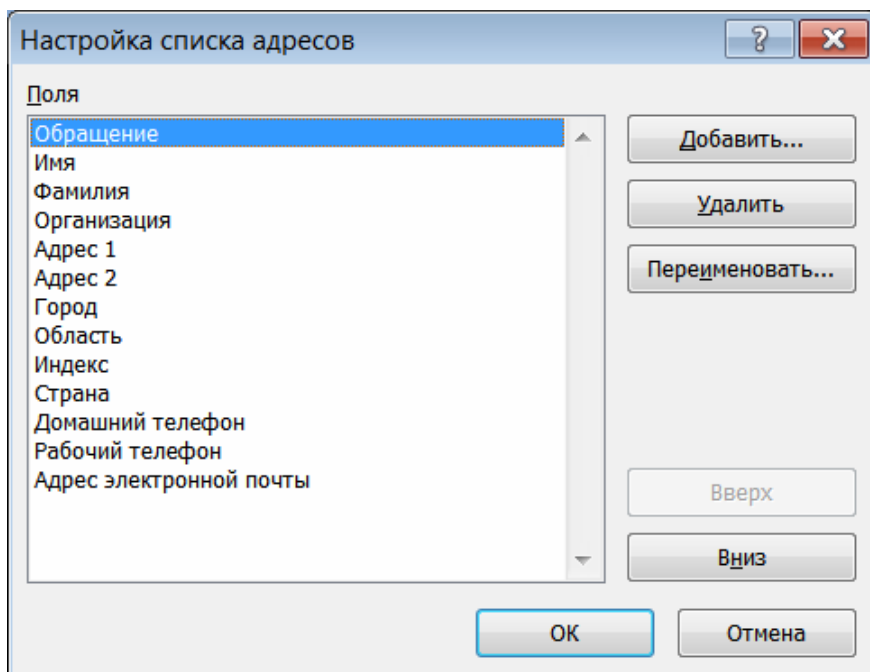 Настройка списка адресов
Поля
Обращение
Имя
Фамилия
Организация
Адрес 1
Адрес 2
Город
Область
Индекс
Страна
Домашний телефон
Рабочий телефон
Адрес электронной почты
Добавить...
Удалить
Переименовать...
Вверх
Вниз
ОК
Отмена